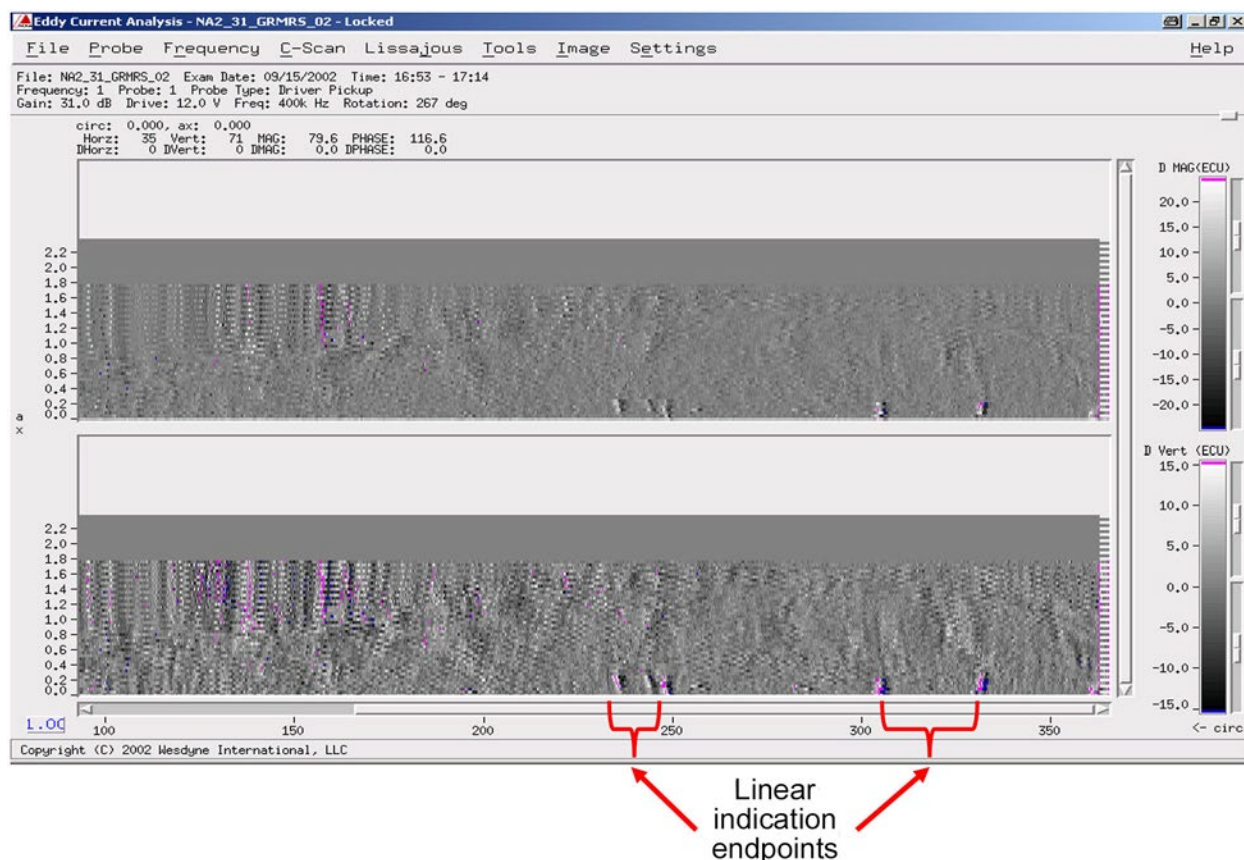 Eddy Current Analysis - NA2_31_GRMRS_02 - Locked
File Probe Frequency C-Scan Lissajous Tools Image Settings Help
File: NA2_31_GRMRS_02 Exam Date: 09/15/2002 Time: 16:53 - 17:14
Frequency: 1 Probe: 1 Probe Type: Driver Pickup
Gain: 31.0 dB Drive: 12.0 V Freq: 400k Hz Rotation: 267 deg
circ: 0.000, ax: 0.000
Horz: 35 Vert: 71 MAG: 79.6 PHASE: 116.6
DHorz: 0 DVert: 0 DMAG: 0.0 DPHASE: 0.0
D MAG(ECU)
20.0
15.0
10.0
5.0
0.0
-5.0
-10.0
-15.0
-20.0
2.2
2.0
1.8
1.6
1.4
1.2
1.0
0.8
0.6
0.4
0.2
0.0
ax
D Vert (ECU)
15.0
10.0
5.0
0.0
-5.0
-10.0
-15.0
2.2
2.0
1.8
1.6
1.4
1.2
1.0
0.8
0.6
0.4
0.2
0.0
1.00
100 150 200 250 300 350
<- circ
Copyright (C) 2002 Wesdyne International, LLC
Linear
indication
endpoints